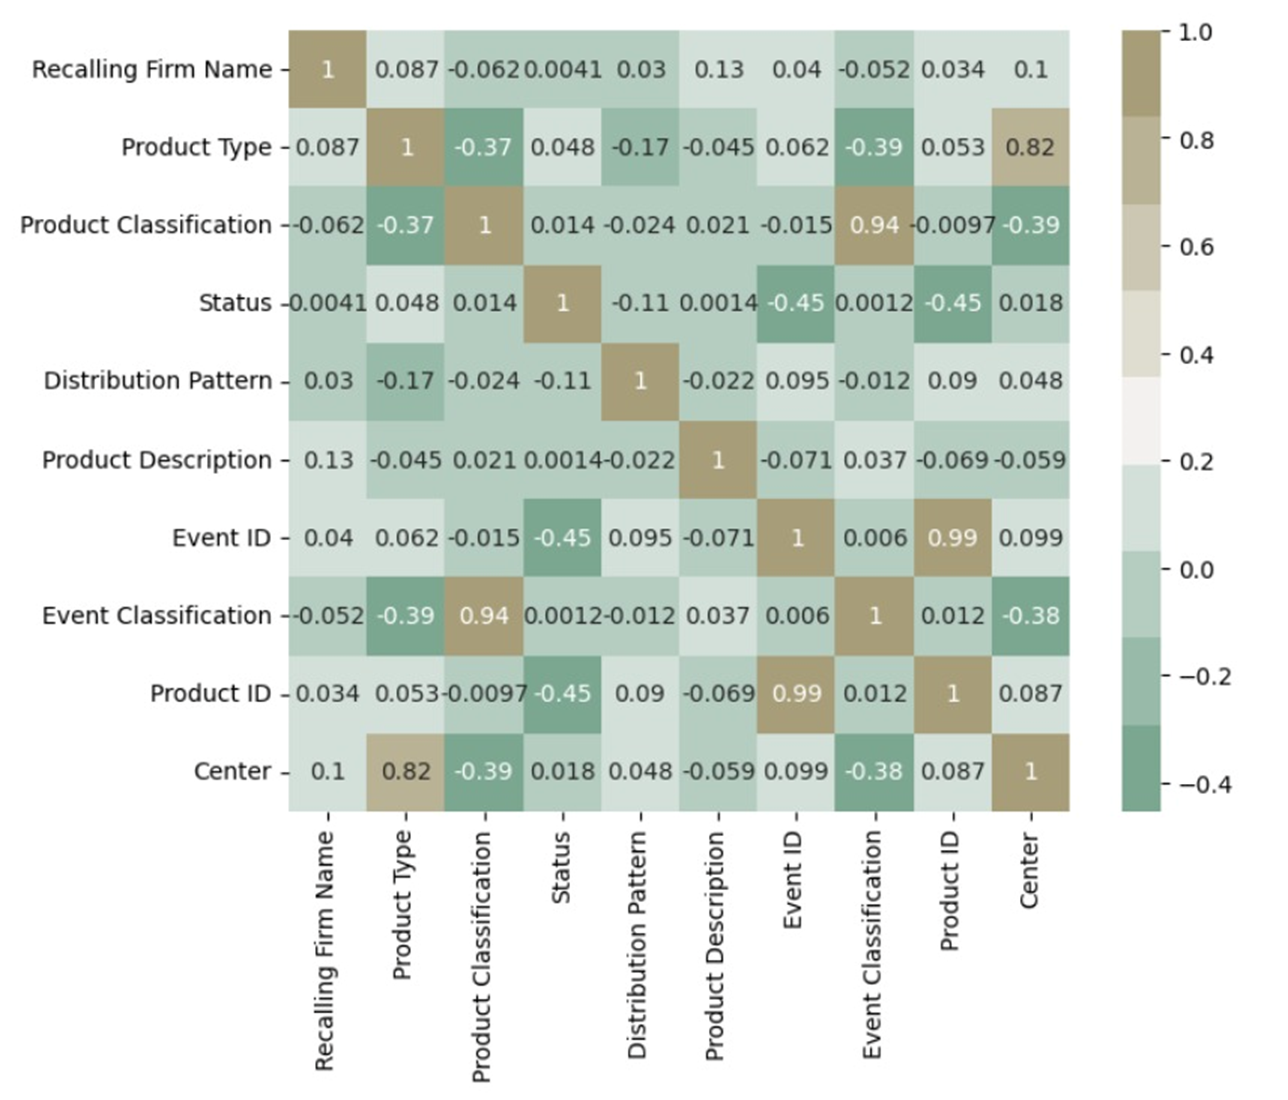 Recalling Firm Name 1 0.087 -0.062 0.0041 0.03 0.13 0.04 -0.052 0.034 0.1
Product Type 0.087 1 -0.37 0.048 -0.17 -0.045 0.062 -0.39 0.053 0.82
Product Classification -0.062 -0.37 1 0.014 -0.024 0.021 -0.015 0.94 -0.0097 -0.39
Status 0.0041 0.048 0.014 1 -0.11 0.0014 -0.45 0.0012 -0.45 0.018
Distribution Pattern 0.03 -0.17 -0.024 -0.11 1 -0.022 0.095 -0.012 0.09 0.048
Product Description 0.13 -0.045 0.021 0.0014 -0.022 1 -0.071 0.037 -0.069 -0.059
Event ID 0.04 0.062 -0.015 -0.45 0.095 -0.071 1 0.006 0.99 0.099
Event Classification -0.052 -0.39 0.94 0.0012 -0.012 0.037 0.006 1 0.012 -0.38
Product ID 0.034 0.053 -0.0097 -0.45 0.09 -0.069 0.99 0.012 1 0.087
Center 0.1 0.82 -0.39 0.018 0.048 -0.059 0.099 -0.38 0.087 1
Recalling Firm Name
Product Type
Product Classification
Status
Distribution Pattern
Product Description
Event ID
Event Classification
Product ID
Center
1.0
0.8
0.6
0.4
0.2
0.0
−0.2
−0.4